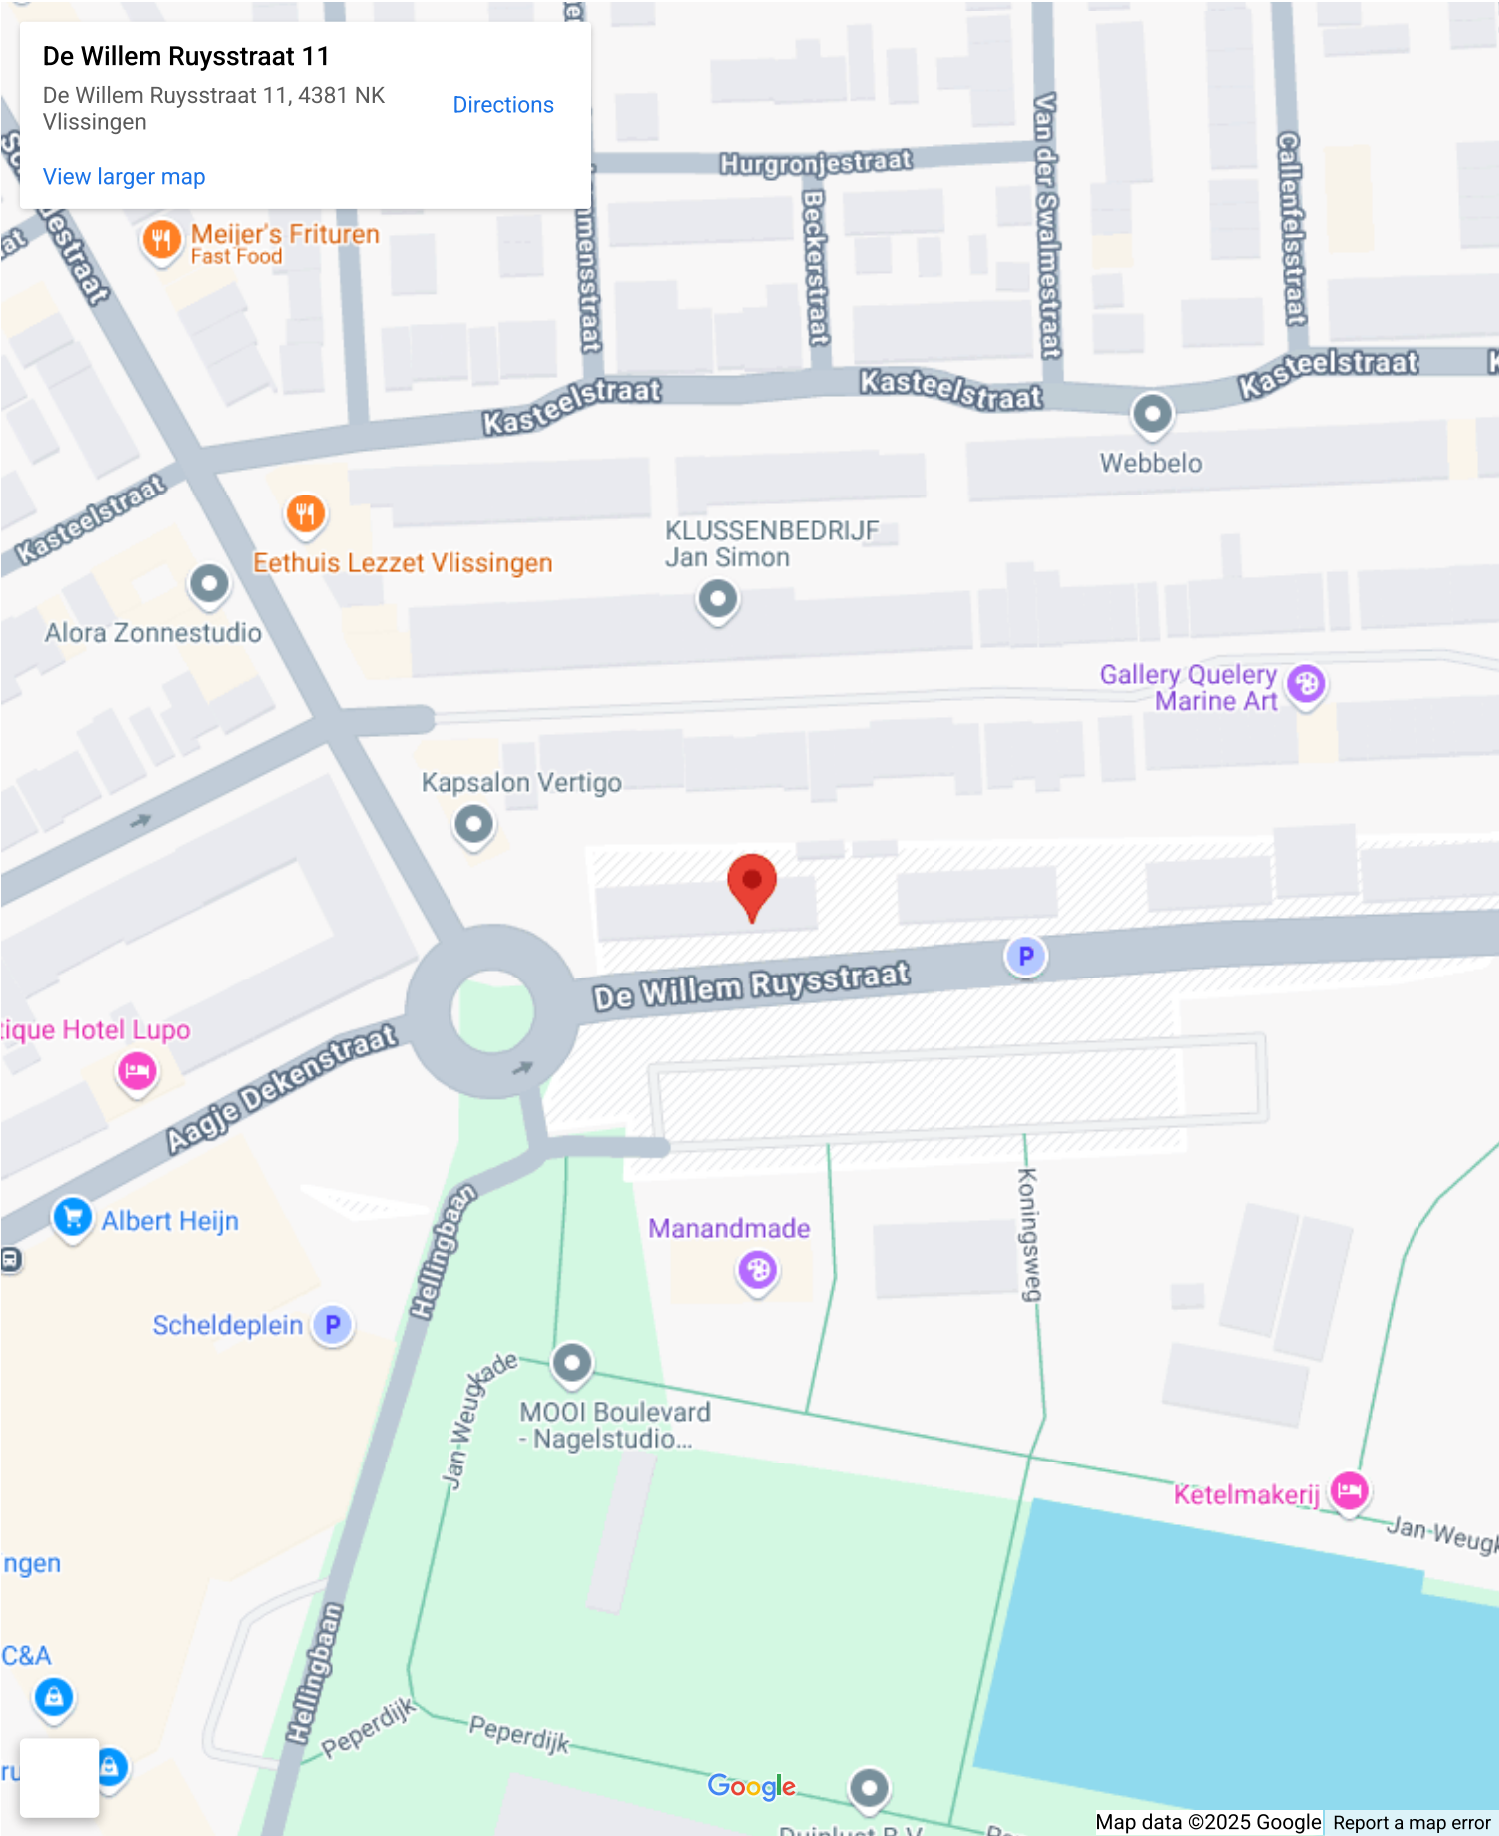 De Willem Ruysstraat 11
De Willem Ruysstraat 11, 4381 NK
Vlissingen
Directions
View larger map
Hurgronjestraat
Van der Swalmestraat
Callenfelsstraat
Beckerstraat
Meijer's Frituren
Fast Food
Kasteelstraat
Kasteelstraat
Kasteelstraat
Kasteelstraat
Webbelo
Eethuis Lezzet Vlissingen
KLUSSENBEDRIJF
Jan Simon
Alora Zonnestudio
Gallery Quelery
Marine Art
Kapsalon Vertigo
De Willem Ruysstraat
P
Hotel Lupo
Aagje Dekenstraat
Albert Heijn
Hellingbaan
Manandmade
Koningsweg
Scheldeplein
P
Jan Weugkade
MOOI Boulevard
- Nagelstudio...
Ketelmakerij
C&A
Hellingbaan
Peperdijk
Peperdijk
Google
Map data ©2025 Google
Report a map error